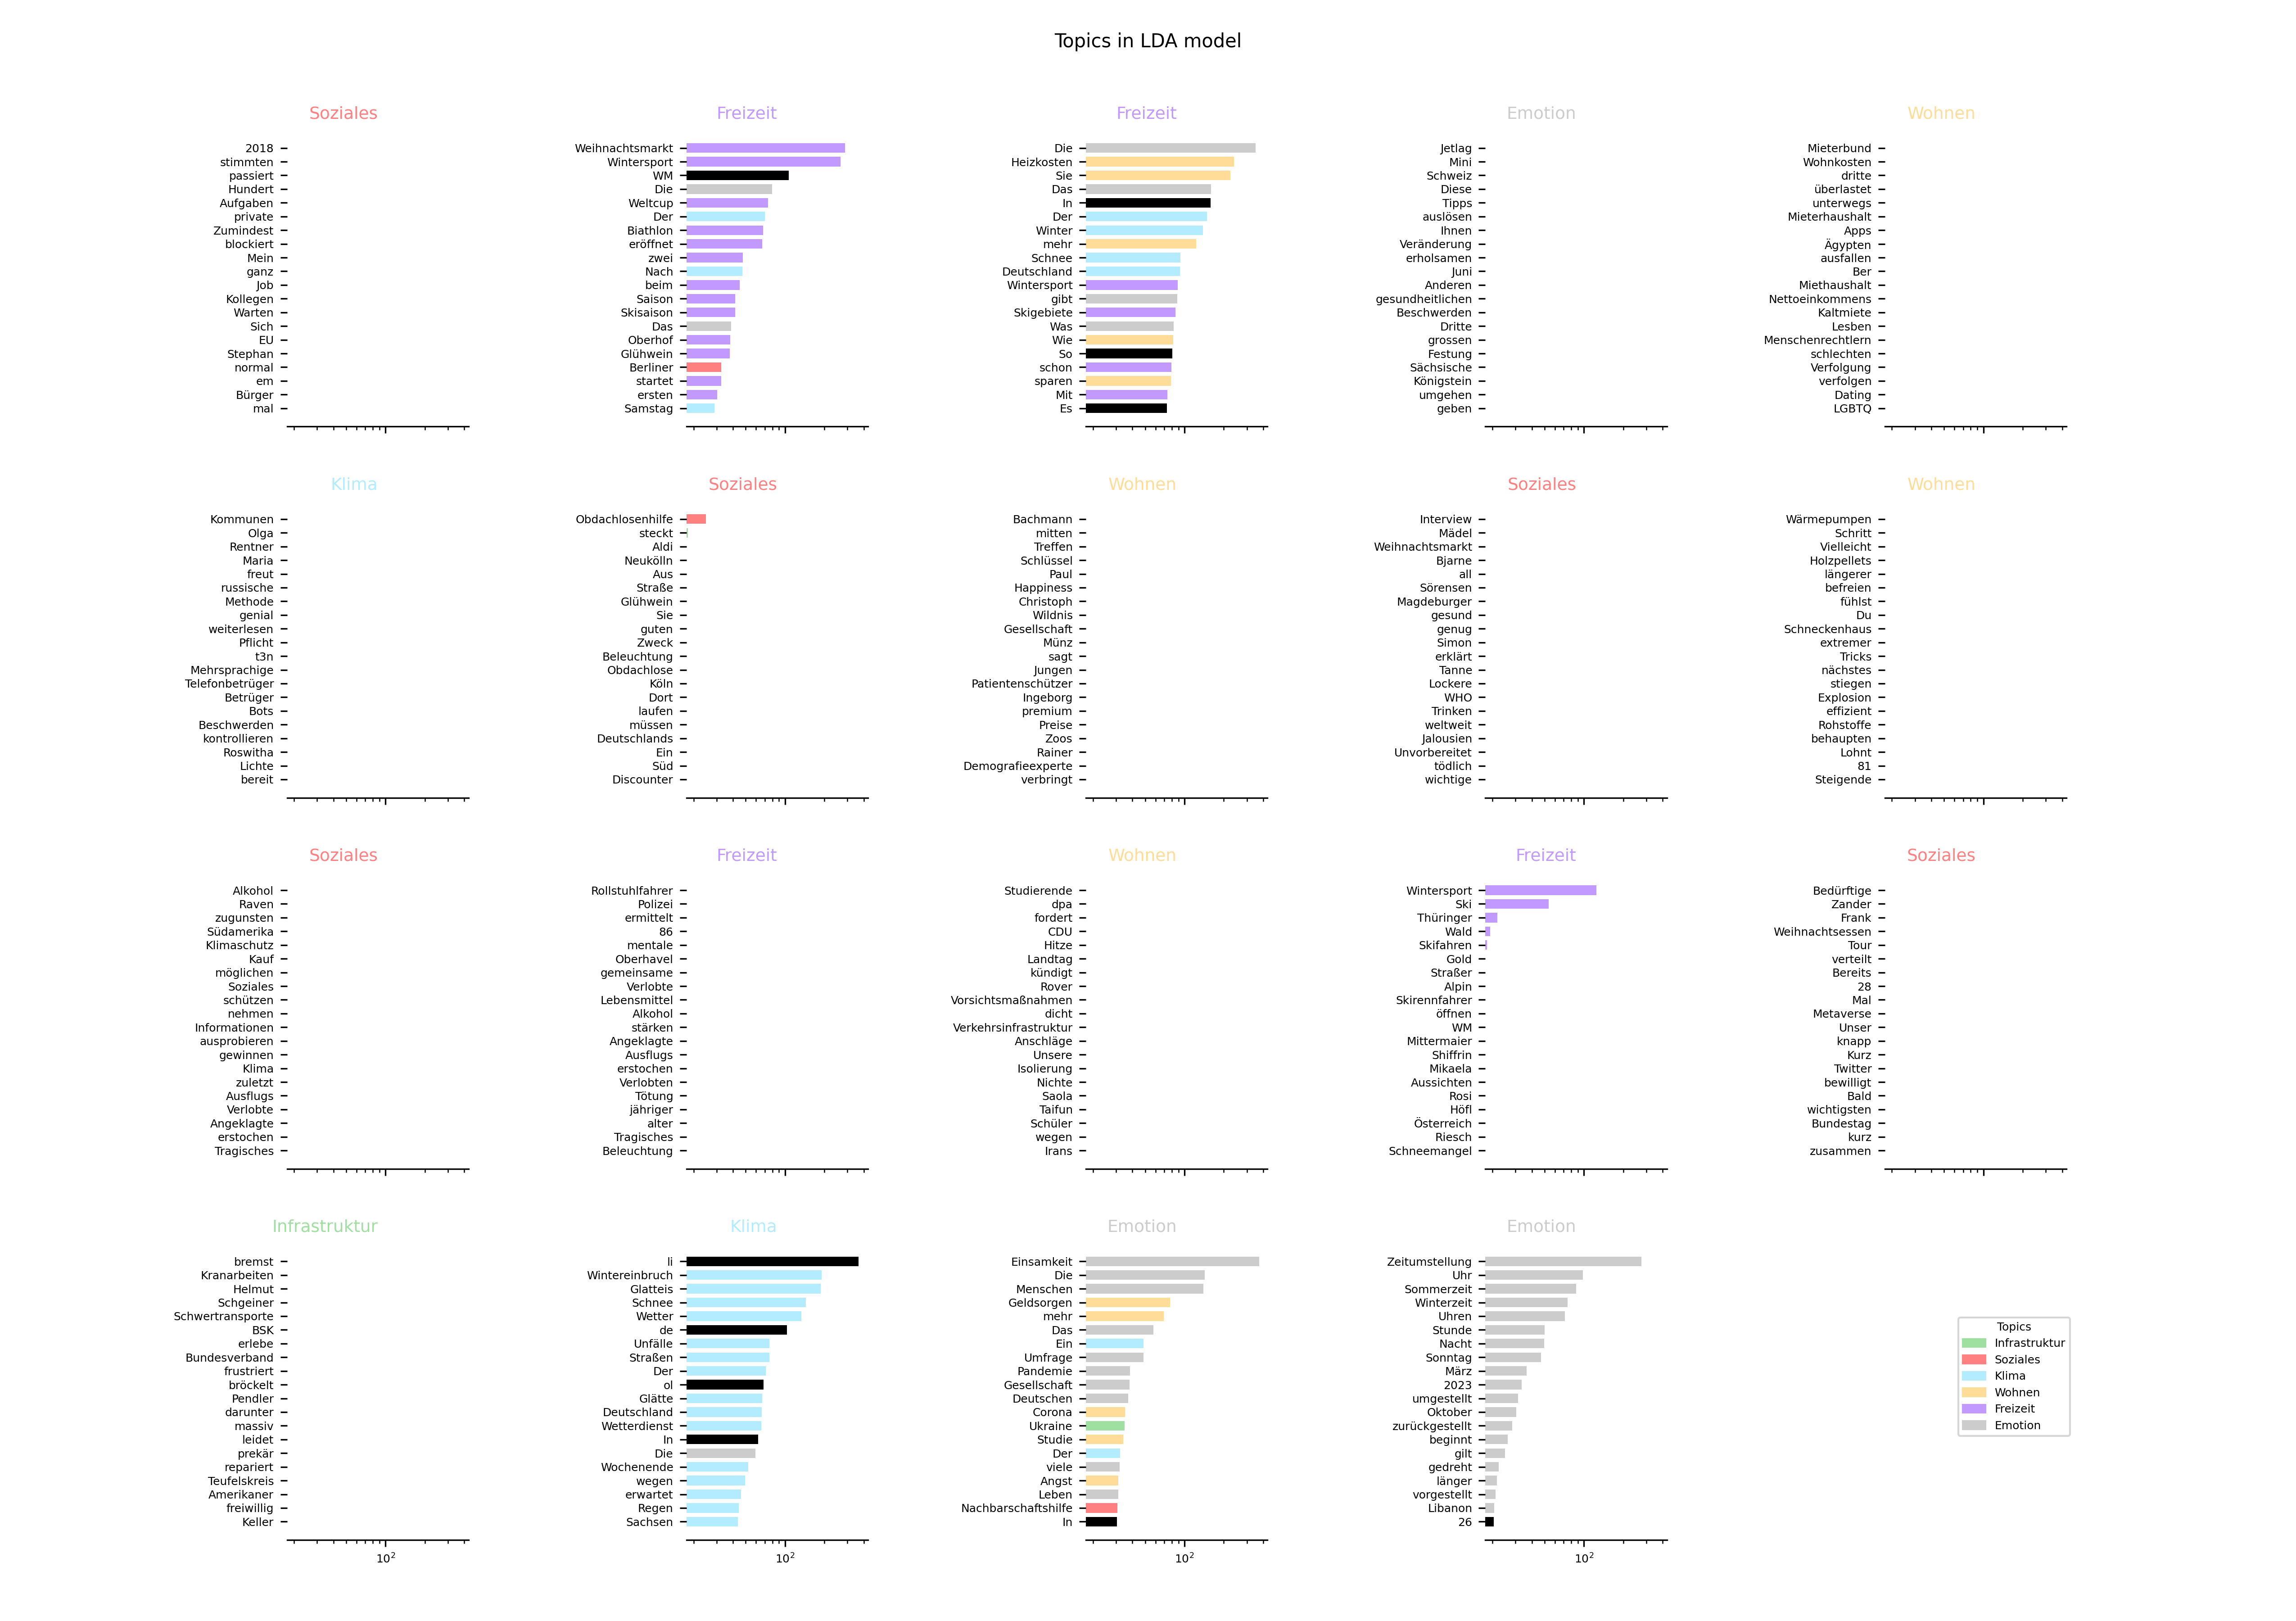 Topics in LDA model
Soziales
2018
stimmten
passiert
Hundert
Aufgaben
private
Zumindest
blockiert
Mein
ganz
Job
Kollegen
Warten
Sich
EU
Stephan
normal
em
Bürger
mal
Freizeit
Weihnachtsmarkt
Wintersport
WM
Die
Weltcup
Der
Biathlon
eröffnet
zwei
Nach
beim
Saison
Skisaison
Das
Oberhof
Glühwein
Berliner
startet
ersten
Samstag
Freizeit
Die
Heizkosten
Sie
Das
In
Der
Winter
mehr
Schnee
Deutschland
Wintersport
gibt
Skigebiete
Was
Wie
So
schon
sparen
Mit
Es
Emotion
Jetlag
Mini
Schweiz
Diese
Tipps
auslösen
Ihnen
Veränderung
erholsamen
Juni
Anderen
gesundheitlichen
Beschwerden
Dritte
grossen
Festung
Sächsische
Königstein
umgehen
geben
Wohnen
Mieterbund
Wohnkosten
dritte
überlastet
unterwegs
Mieterhaushalt
Apps
Ägypten
ausfallen
Ber
Miethaushalt
Nettoeinkommens
Kaltmiete
Lesben
Menschenrechtlern
schlechten
Verfolgung
verfolgen
Dating
LGBTQ
Klima
Kommunen
Olga
Rentner
Maria
freut
russische
Methode
genial
weiterlesen
Pflicht
t3n
Mehrsprachige
Telefonbetrüger
Betrüger
Bots
Beschwerden
kontrollieren
Roswitha
Lichte
bereit
Soziales
Obdachlosenhilfe
steckt
Aldi
Neukölln
Aus
Straße
Glühwein
Sie
guten
Zweck
Beleuchtung
Obdachlose
Köln
Dort
laufen
müssen
Deutschlands
Ein
Süd
Discounter
Wohnen
Bachmann
mitten
Treffen
Schlüssel
Paul
Happiness
Christoph
Wildnis
Gesellschaft
Münz
sagt
Jungen
Patientenschützer
Ingeborg
premium
Preise
Zoos
Rainer
Demografieexperte
verbringt
Soziales
Interview
Mädel
Weihnachtsmarkt
Bjarne
all
Sörensen
Magdeburger
gesund
genug
Simon
erklärt
Tanne
Lockere
WHO
Trinken
weltweit
Jalousien
Unvorbereitet
tödlich
wichtige
Wohnen
Wärmepumpen
Schritt
Vielleicht
Holzpellets
längerer
befreien
fühlst
Du
Schneckenhaus
extremer
Tricks
nächstes
stiegen
Explosion
effizient
Rohstoffe
behaupten
Lohnt
81
Steigende
Soziales
Alkohol
Raven
zugunsten
Südamerika
Klimaschutz
Kauf
möglichen
Soziales
schützen
nehmen
Informationen
ausprobieren
gewinnen
Klima
zuletzt
Ausflugs
Verlobte
Angeklagte
erstochen
Tragisches
Freizeit
Rollstuhlfahrer
Polizei
ermittelt
86
mentale
Oberhavel
gemeinsame
Verlobte
Lebensmittel
Alkohol
stärken
Angeklagte
Ausflugs
erstochen
Verlobten
Tötung
jähriger
alter
Tragisches
Beleuchtung
Wohnen
Studierende
dpa
fordert
CDU
Hitze
Landtag
kündigt
Rover
Vorsichtsmaßnahmen
dicht
Verkehrsinfrastruktur
Anschläge
Unsere
Isolierung
Nichte
Saola
Taifun
Schüler
wegen
Irans
Freizeit
Wintersport
Ski
Thüringer
Wald
Skifahren
Gold
Straßer
Alpin
Skirennfahrer
öffnen
WM
Mittermaier
Shiffrin
Mikaela
Aussichten
Rosi
Höfl
Österreich
Riesch
Schneemangel
Soziales
Bedürftige
Zander
Frank
Weihnachtsessen
Tour
verteilt
Bereits
28
Mal
Metaverse
Unser
knapp
Kurz
Twitter
bewilligt
Bald
wichtigsten
Bundestag
kurz
zusammen
Infrastruktur
bremst
Kranarbeiten
Helmut
Schgeiner
Schwertransporte
BSK
erlebe
Bundesverband
frustriert
bröckelt
Pendler
darunter
massiv
leidet
prekär
repariert
Teufelskreis
Amerikaner
freiwillig
Keller
10²
Klima
li
Wintereinbruch
Glatteis
Schnee
Wetter
de
Unfälle
Straßen
Der
ol
Glätte
Deutschland
Wetterdienst
In
Die
Wochenende
wegen
erwartet
Regen
Sachsen
10²
Emotion
Einsamkeit
Die
Menschen
Geldsorgen
mehr
Das
Ein
Umfrage
Pandemie
Gesellschaft
Deutschen
Corona
Ukraine
Studie
Der
viele
Angst
Leben
Nachbarschaftshilfe
In
10²
Emotion
Zeitumstellung
Uhr
Sommerzeit
Winterzeit
Uhren
Stunde
Nacht
Sonntag
März
2023
umgestellt
Oktober
zurückgestellt
beginnt
gilt
gedreht
länger
vorgestellt
Libanon
26
10²
Topics
Infrastruktur
Soziales
Klima
Wohnen
Freizeit
Emotion